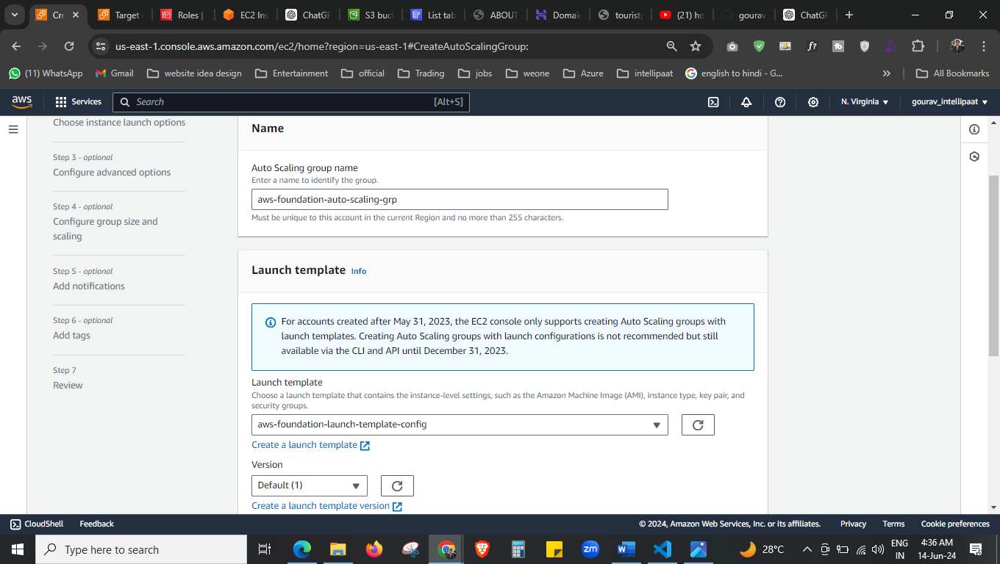 Cre
Target
Roles |
EC2 Ins
ChatGP
S3 buc
List tab
ABOUT
Domain
tourist
(21) ho
gourav
ChatGP
us-east-1.console.aws.amazon.com/ec2/home?region=us-east-1#CreateAutoScalingGroup:
(11) WhatsApp
Gmail
website idea design
Entertainment
official
Trading
jobs
weone
Azure
intellipaat
english to hindi - G...
All Bookmarks
aws
Services
Search
[Alt+S]
N. Virginia
gourav_intellipaat
Choose instance launch options
Step 3 - optional
Configure advanced options
Step 4 - optional
Configure group size and
scaling
Step 5 - optional
Add notifications
Step 6 - optional
Add tags
Step 7
Review
Name
Auto Scaling group name
Enter a name to identify the group.
aws-foundation-auto-scaling-grp
Must be unique to this account in the current Region and no more than 255 characters.
Launch template Info
For accounts created after May 31, 2023, the EC2 console only supports creating Auto Scaling groups with
launch templates. Creating Auto Scaling groups with launch configurations is not recommended but still
available via the CLI and API until December 31, 2023.
Launch template
Choose a launch template that contains the instance-level settings, such as the Amazon Machine Image (AMI), instance type, key pair, and
security groups.
aws-foundation-launch-template-config
Create a launch template
Version
Default (1)
Create a launch template version
CloudShell
Feedback
© 2024, Amazon Web Services, Inc. or its affiliates.
Privacy
Terms
Cookie preferences
Type here to search
zm
28°C
ENG
IN
4:36 AM
14-Jun-24